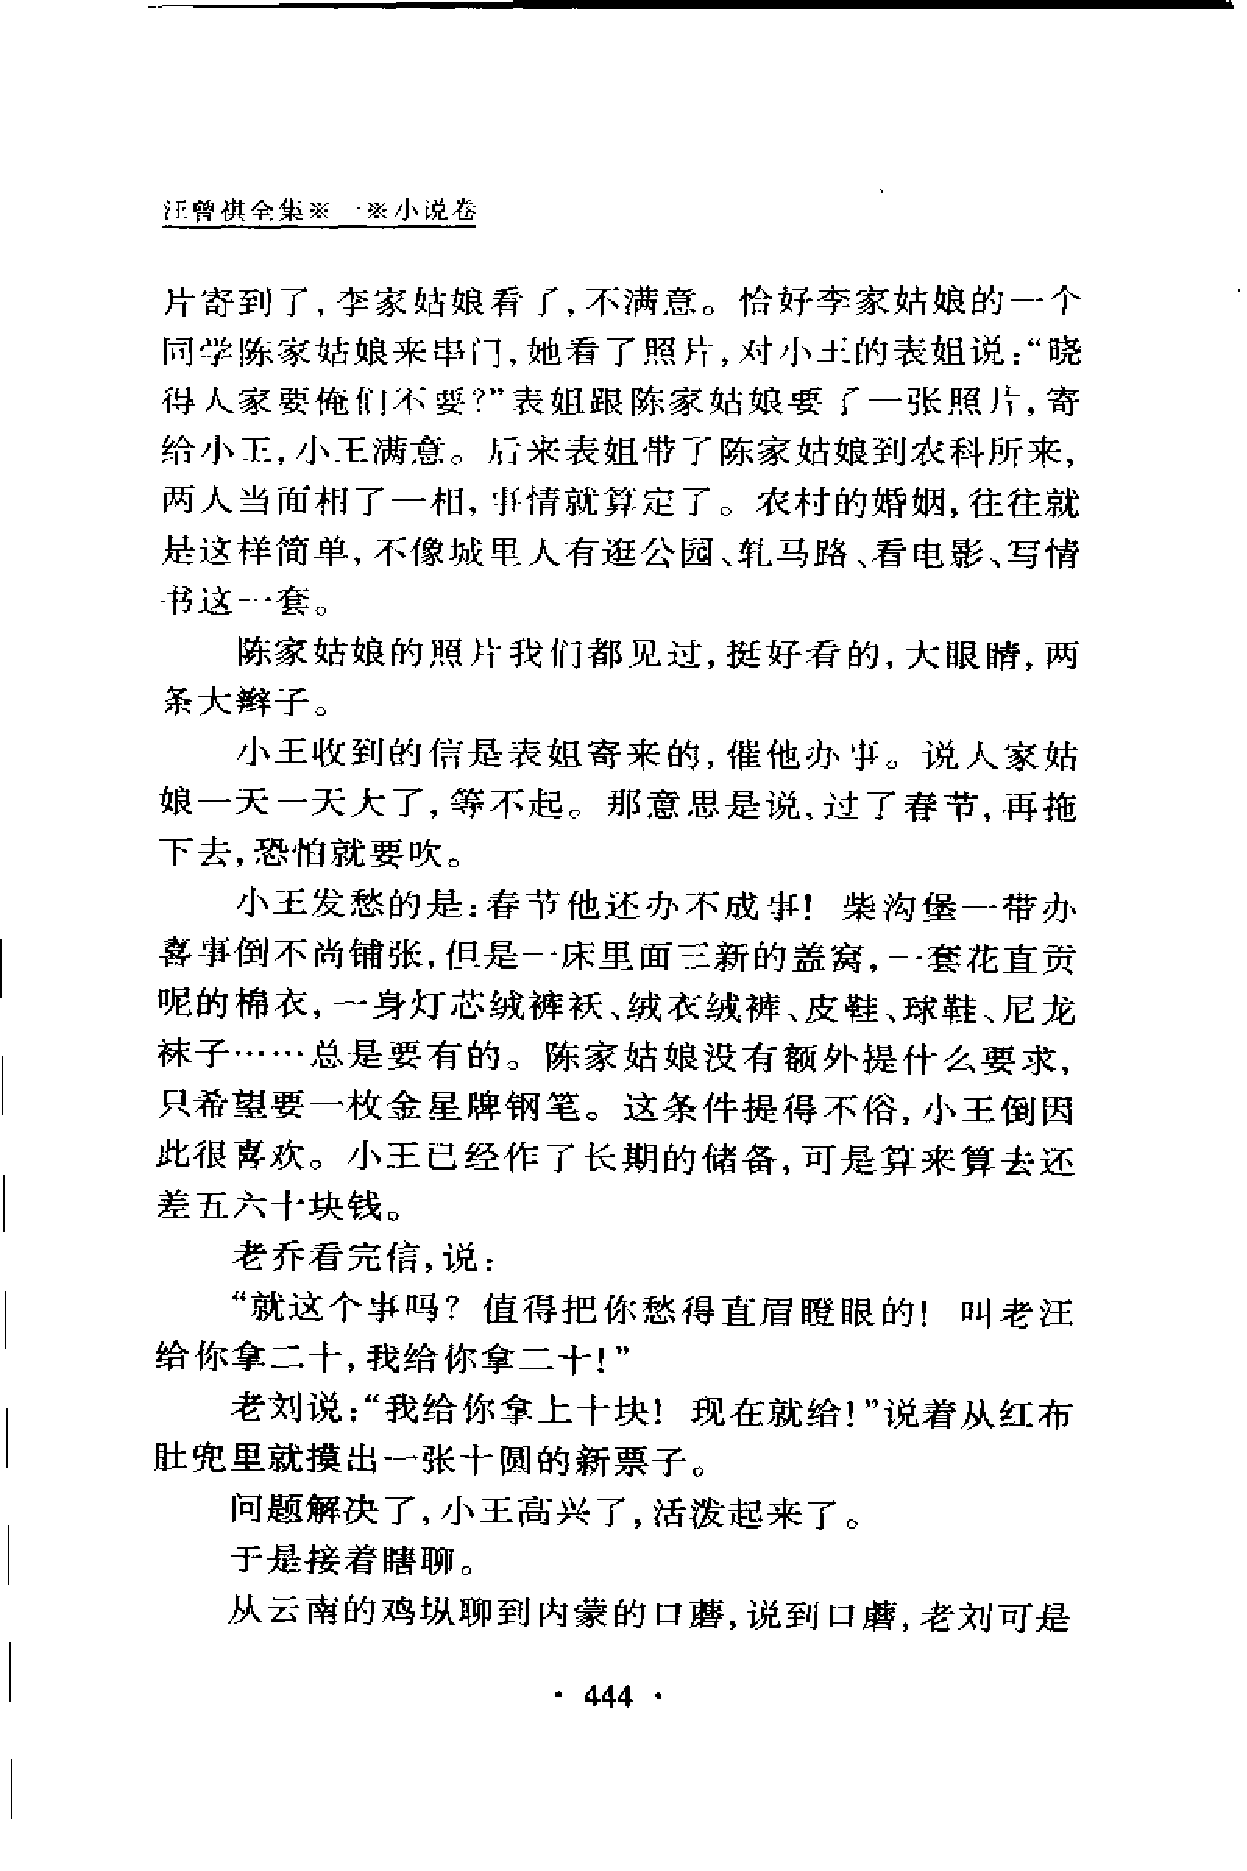 汪曾祺全集※一※小说卷
片寄到了,李家姑娘看了,不满意。恰好李家姑娘的一个
同学陈家姑娘来串门,她看了照片,对小王的表姐说:“晓
得人家要俺们不要?”表姐跟陈家姑娘要了一张照片,寄
给小王,小王满意。后来表姐带了陈家姑娘到农科所来,
两人当面相了一相,事情就算定了。农村的婚姻,往往就
是这样简单,不像城里人有逛公园、轧马路、看电影、写情
书这一套。
陈家姑娘的照片我们都见过,挺好看的,大眼睛,两
条大辫子。
小王收到的信是表姐寄来的,催他办事。说人家姑
娘一天一天大了,等不起。那意思是说,过了春节,再拖
下去,恐怕就要吹。
小王发愁的是:春节他还办不成事!柴沟堡一带办
喜事倒不尚铺张,但是一床里面三新的盖窝,一套花直贡
呢的棉衣,一身灯芯绒裤袄、绒衣绒裤、皮鞋、球鞋、尼龙
袜子……总是要有的。陈家姑娘没有额外提什么要求,
只希望要一枚金星牌钢笔。这条件提得不俗,小王倒因
此很喜欢。小王已经作了长期的储备,可是算来算去还
差五六十块钱。
老乔看完信,说:
“就这个事吗?值得把你愁得直眉瞪眼的!叫老汪
给你拿二十,我给你拿二十!”
老刘说:“我给你拿上十块!现在就给!”说着从红布
肚兜里就摸出一张十圆的新票子。
问题解决了,小王高兴了,活泼起来了。
于是接着瞎聊。
从云南的鸡㙡聊到内蒙的口蘑,说到口蘑,老刘可是
· 444 ·